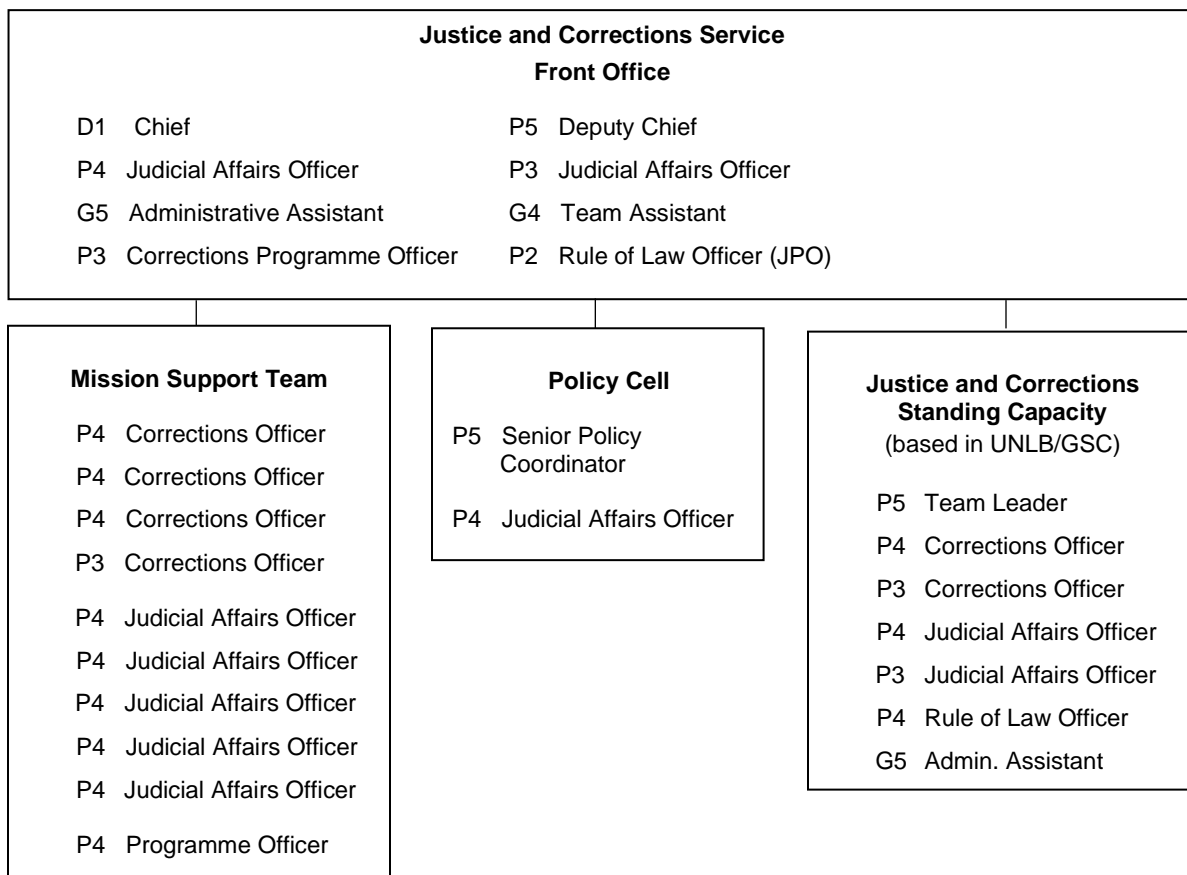 Justice and Corrections Service
Front Office
D1 Chief
P5 Deputy Chief
P4 Judicial Affairs Officer
P3 Judicial Affairs Officer
G5 Administrative Assistant
G4 Team Assistant
P3 Corrections Programme Officer
P2 Rule of Law Officer (JPO)
Mission Support Team
P4 Corrections Officer
P4 Corrections Officer
P4 Corrections Officer
P3 Corrections Officer
P4 Judicial Affairs Officer
P4 Judicial Affairs Officer
P4 Judicial Affairs Officer
P4 Judicial Affairs Officer
P4 Judicial Affairs Officer
P4 Programme Officer
Policy Cell
P5 Senior Policy
Coordinator
P4 Judicial Affairs Officer
Justice and Corrections
Standing Capacity
(based in UNLB/GSC)
P5 Team Leader
P4 Corrections Officer
P3 Corrections Officer
P4 Judicial Affairs Officer
P3 Judicial Affairs Officer
P4 Rule of Law Officer
G5 Admin. Assistant